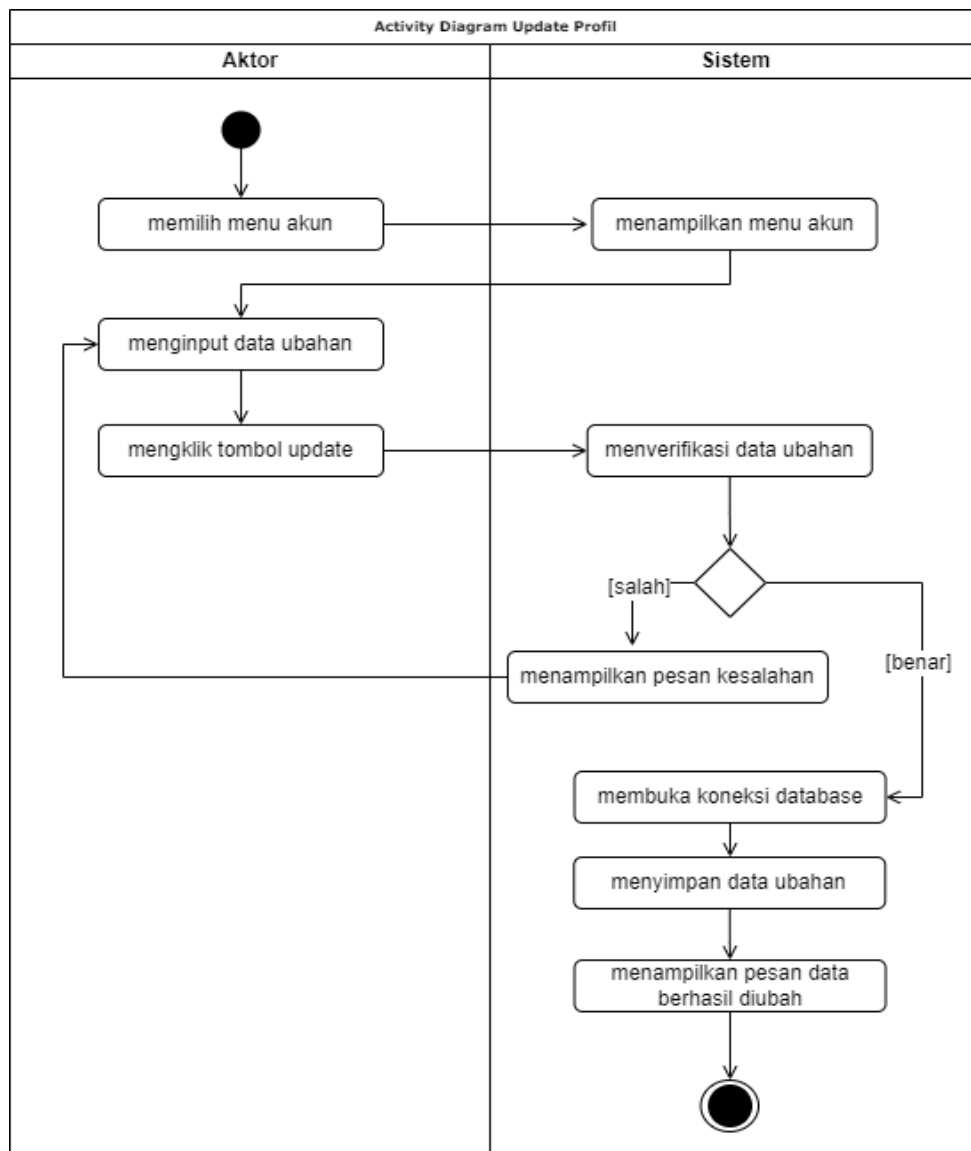 Activity Diagram Update Profil
Aktor
Sistem
memilih menu akun
menampilkan menu akun
menginput data ubahan
mengklik tombol update
menverifikasi data ubahan
[salah]
[benar]
menampilkan pesan kesalahan
membuka koneksi database
menyimpan data ubahan
menampilkan pesan data
berhasil diubah